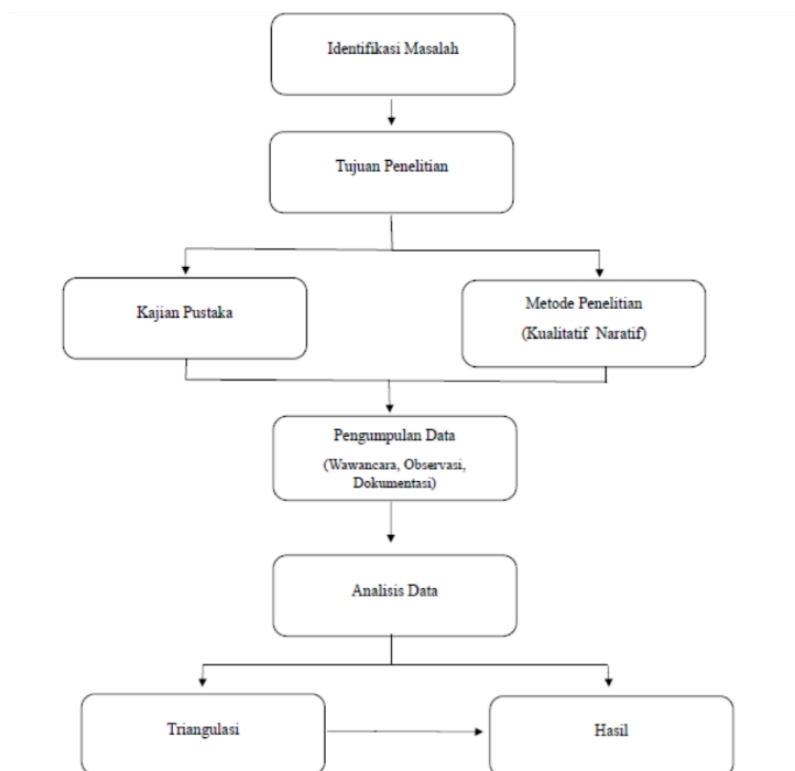 Identifikasi Masalah
Tujuan Penelitian
Kajian Pustaka
Metode Penelitian
(Kualitatif Naratif)
Pengumpulan Data
(Wawancara, Observasi,
Dokumentasi)
Analisis Data
Triangulasi
Hasil